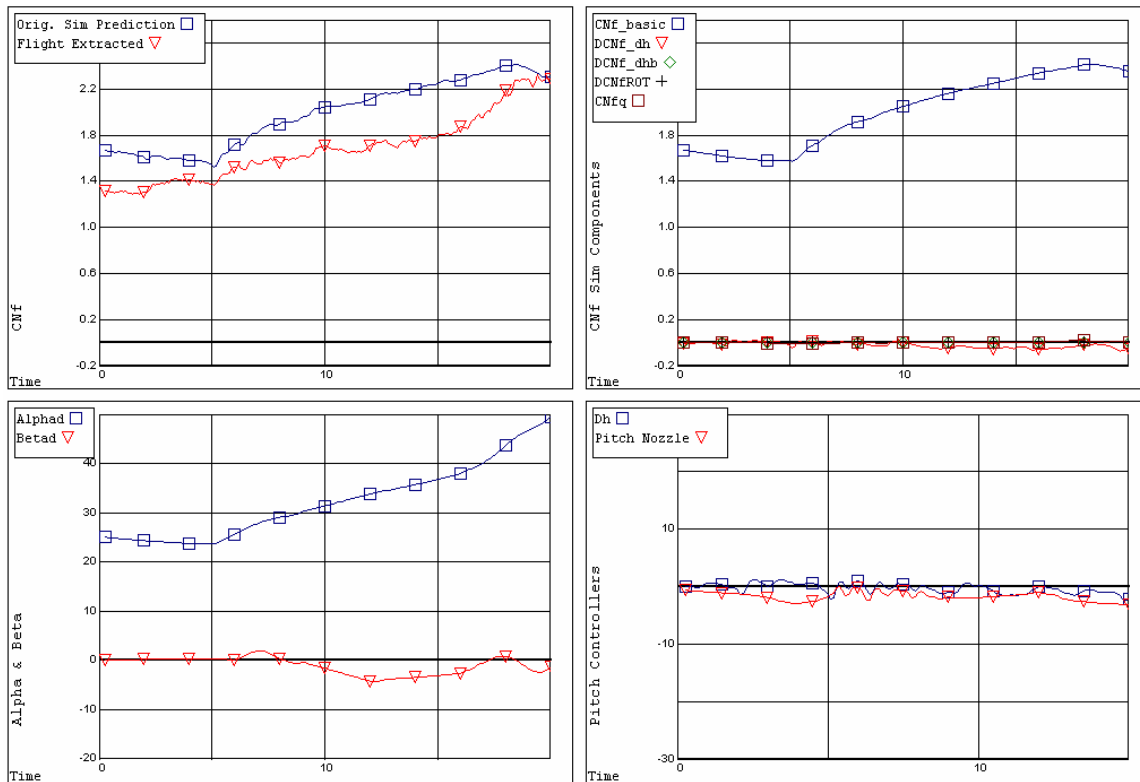 Orig. Sim Prediction
Flight Extracted
2.2
1.8
1.4
1.0
0.6
0.2
-0.2
CNf
Time
0
10
CNf_basic
DCNf_dh
DCNf_dhb
DCNfROT
CNfq
2.2
1.8
1.4
1.0
0.6
0.2
-0.2
CNf Sim Components
Time
0
10
Alphad
Betad
40
30
20
10
0
-10
-20
Alpha & Beta
Time
0
10
Dh
Pitch Nozzle
10
-10
-30
Pitch Controllers
Time
0
10